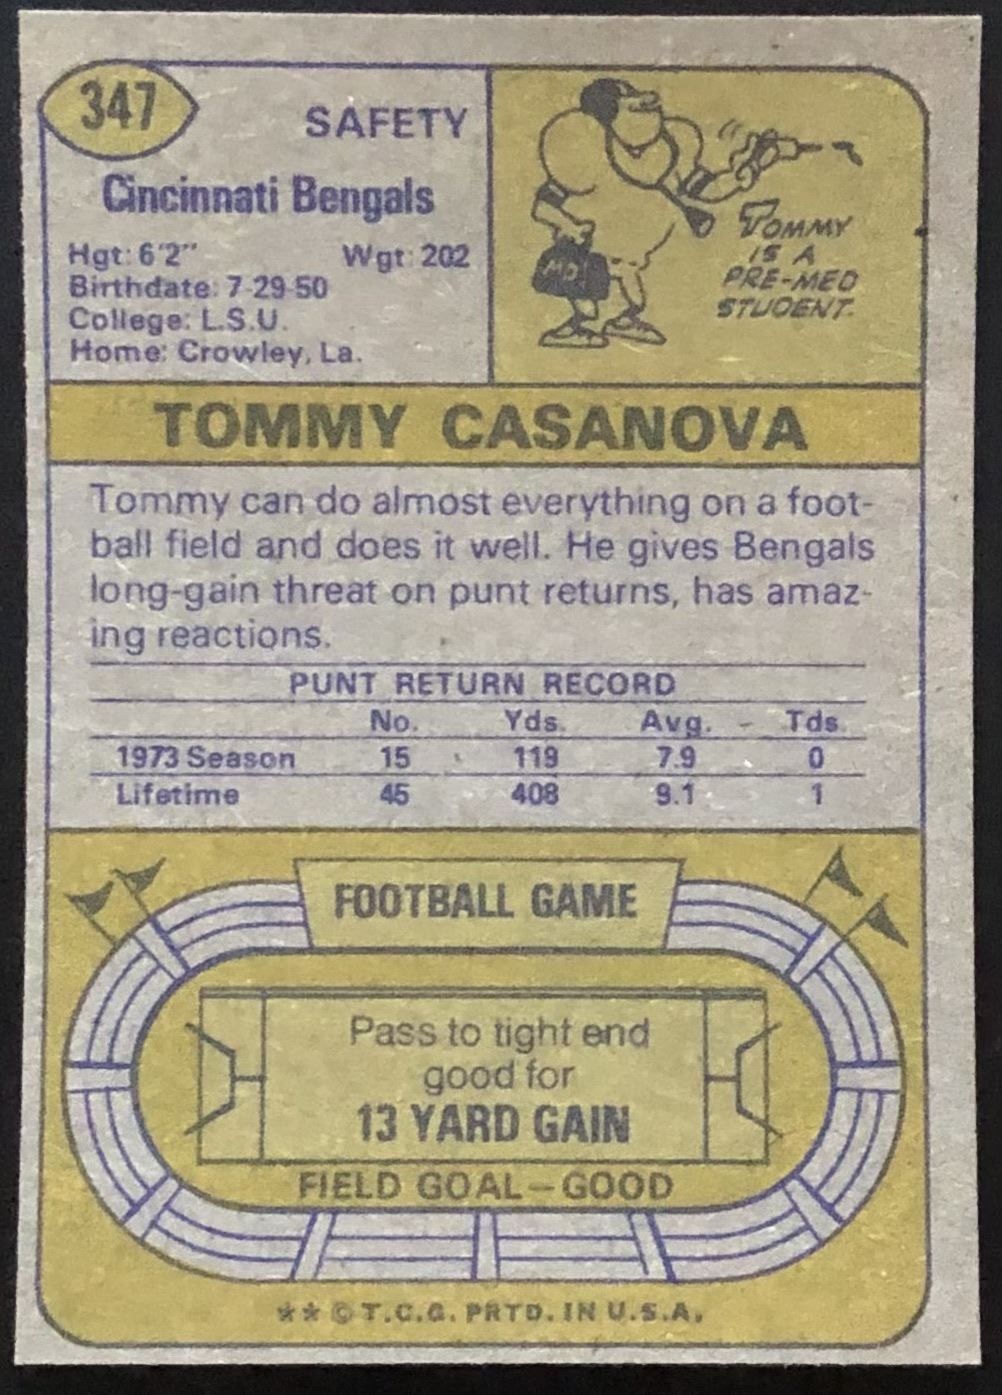 347
SAFETY
Cincinnati Bengals
Hgt: 6'2" Wgt: 202
Birthdate: 7-29-50
College: L.S.U.
Home: Crowley, La.
MD
TOMMY
IS A
PRE-MED
STUDENT.
TOMMY CASANOVA
Tommy can do almost everything on a foot-
ball field and does it well. He gives Bengals
long-gain threat on punt returns, has amaz-
ing reactions.
PUNT RETURN RECORD
No. Yds. Avg. Tds.
1973 Season 15 119 7.9 0
Lifetime 45 408 9.1 1
FOOTBALL GAME
Pass to tight end
good for
13 YARD GAIN
FIELD GOAL—GOOD
** © T.C.G. PRTD. IN U.S.A.